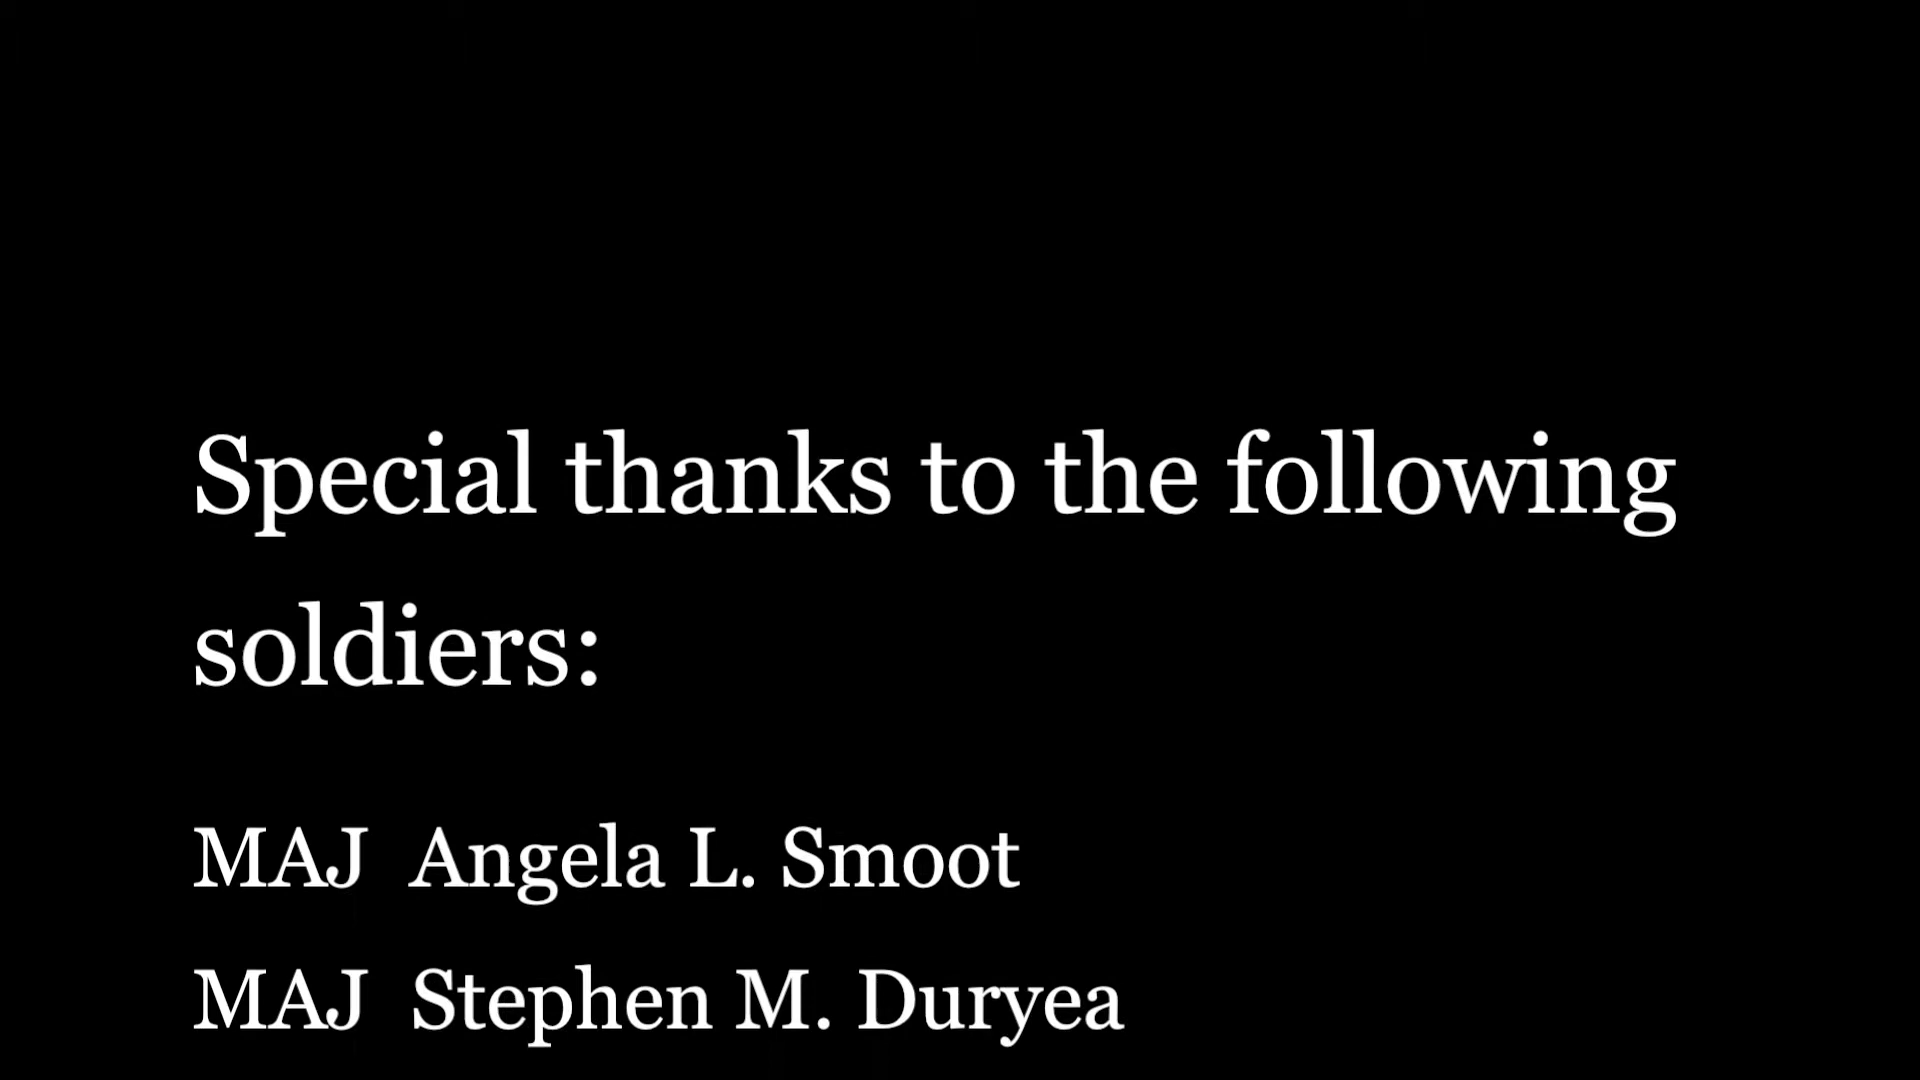 Special thanks to the following
soldiers:
MAJ  Angela L. Smoot
MAJ  Stephen M. Duryea